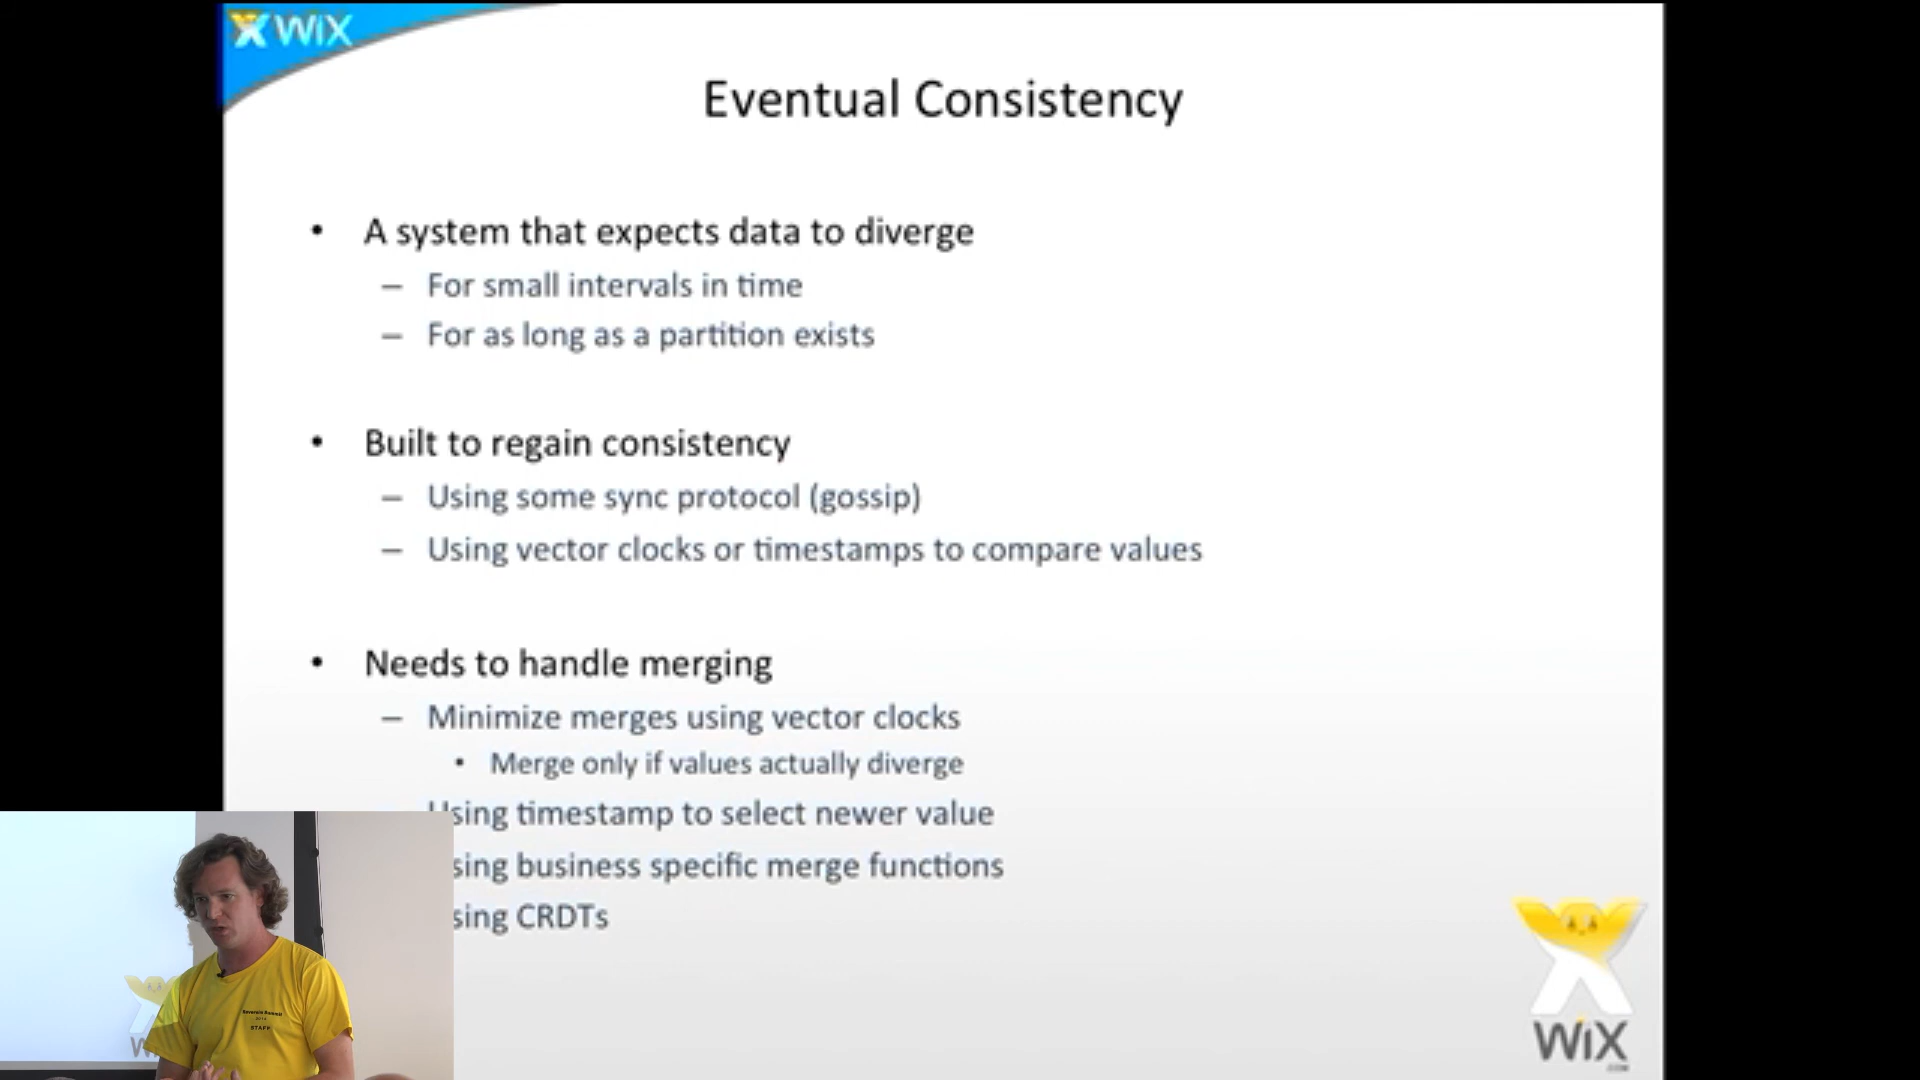 WiX
Eventual Consistency
• A system that expects data to diverge
– For small intervals in time
– For as long as a partition exists
• Built to regain consistency
– Using some sync protocol (gossip)
– Using vector clocks or timestamps to compare values
• Needs to handle merging
– Minimize merges using vector clocks
• Merge only if values actually diverge
Using timestamp to select newer value
sing business specific merge functions
sing CRDTs
STAFF
WiX
.COM